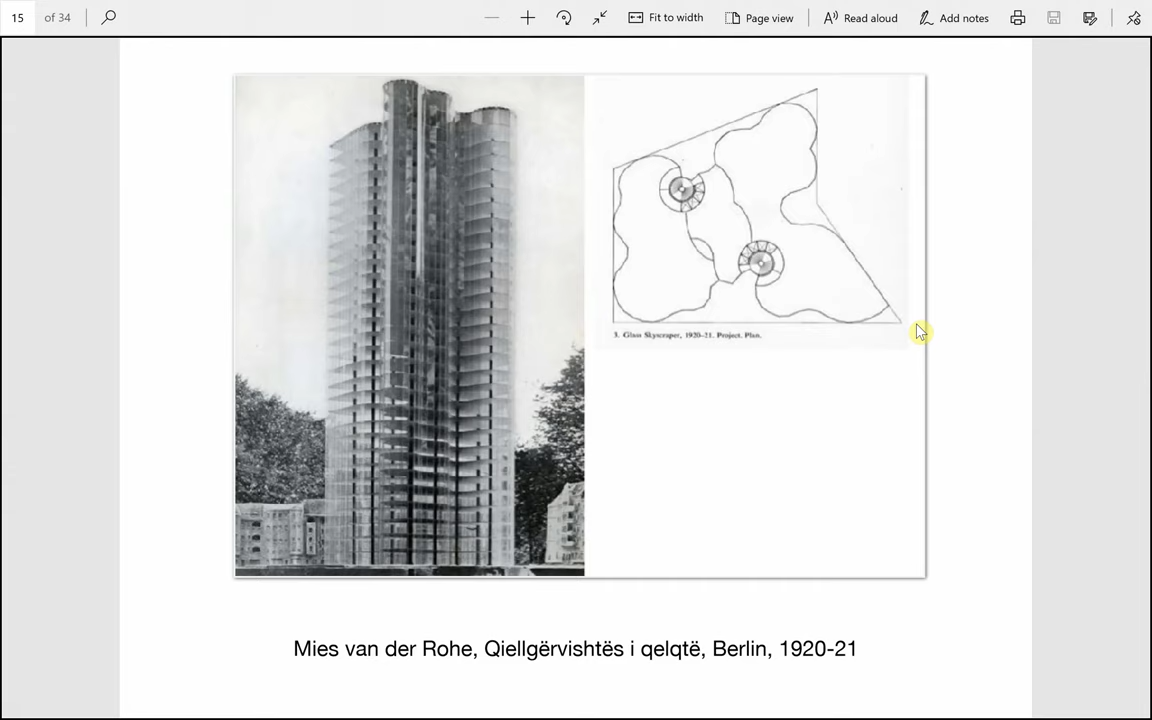 15 of 34
Fit to width
Page view
Read aloud
Add notes
3. Glass Skyscraper, 1920–21. Project. Plan.
Mies van der Rohe, Qiellgërvishtës i qelqtë, Berlin, 1920-21